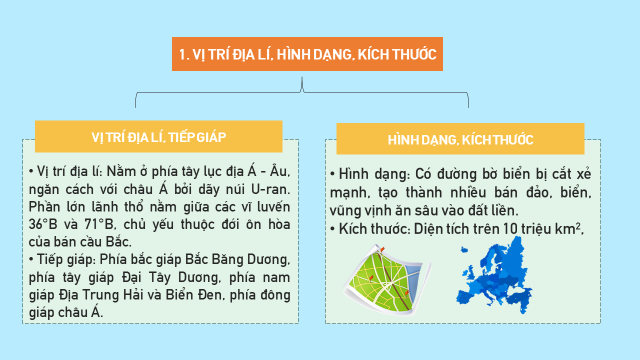 1. VỊ TRÍ ĐỊA LÍ, HÌNH DẠNG, KÍCH THƯỚC
VỊ TRÍ ĐỊA LÍ, TIẾP GIÁP
• Vị trí địa lí: Nằm ở phía tây lục địa Á - Âu,
ngăn cách với châu Á bởi dãy núi U-ran.
Phần lớn lãnh thổ nằm giữa các vĩ tuyến
36°B và 71°B, chủ yếu thuộc đới ôn hòa
của bán cầu Bắc.
• Tiếp giáp: Phía bắc giáp Bắc Băng Dương,
phía tây giáp Đại Tây Dương, phía nam
giáp Địa Trung Hải và Biển Đen, phía đông
giáp châu Á.
HÌNH DẠNG, KÍCH THƯỚC
• Hình dạng: Có đường bờ biển bị cắt xẻ
mạnh, tạo thành nhiều bán đảo, biển,
vũng vịnh ăn sâu vào đất liền.
• Kích thước: Diện tích trên 10 triệu km²,